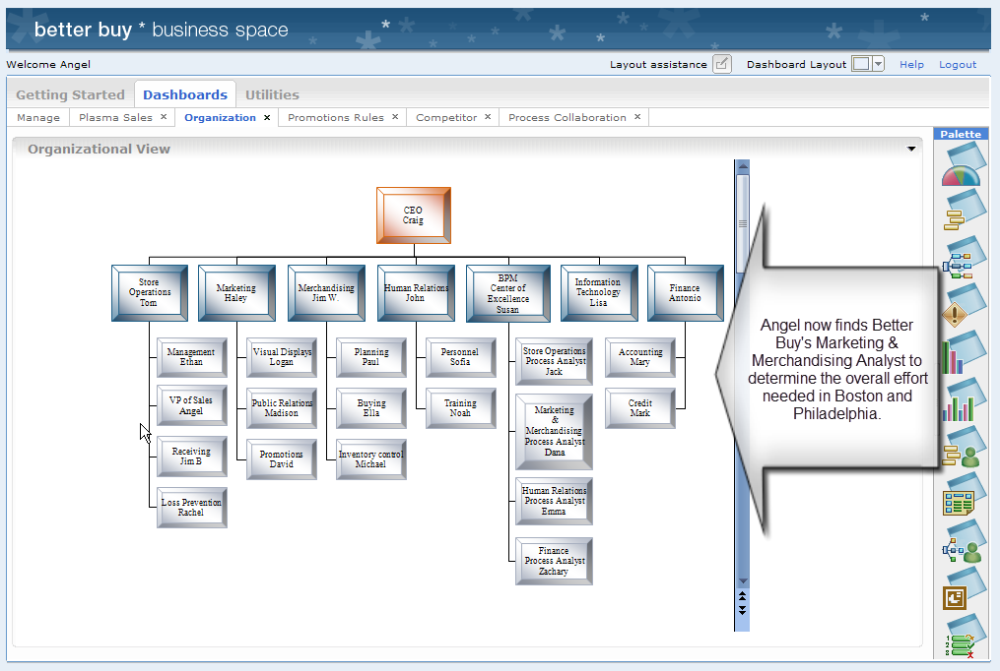 better buy * business space
Welcome Angel
Layout assistance
Dashboard Layout
Help
Logout
Getting Started
Dashboards
Utilities
Manage
Plasma Sales ×
Organization ×
Promotions Rules ×
Competitor ×
Process Collaboration ×
Palette
Organizational View
CEO
Craig
Store
Operations
Tom
Marketing
Haley
Merchandising
Jim W.
Human Relations
John
BPM
Center of
Excellence
Susan
Information
Technology
Lisa
Finance
Antonio
Management
Ethan
VP of Sales
Angel
Receiving
Jim B
Loss Prevention
Rachel
Visual Displays
Logan
Public Relations
Madison
Promotions
David
Planning
Paul
Buying
Ella
Inventory control
Michael
Personnel
Sofia
Training
Noah
Store Operations
Process Analyst
Jack
Marketing
&
Merchandising
Process Analyst
Dana
Human Relations
Process Analyst
Emma
Finance
Process Analyst
Zachary
Accounting
Mary
Credit
Mark
Angel now finds Better
Buy's Marketing &
Merchandising Analyst to
determine the overall effort
needed in Boston and
Philadelphia.